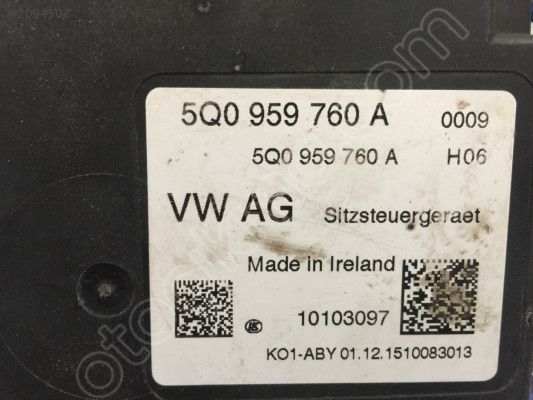 2094507
5Q0 959 760 A 0009
5Q0 959 760 A H06
VW AG Sitzsteuergeraet
Made in Ireland
10103097
KO1-ABY 01.12.1510083013